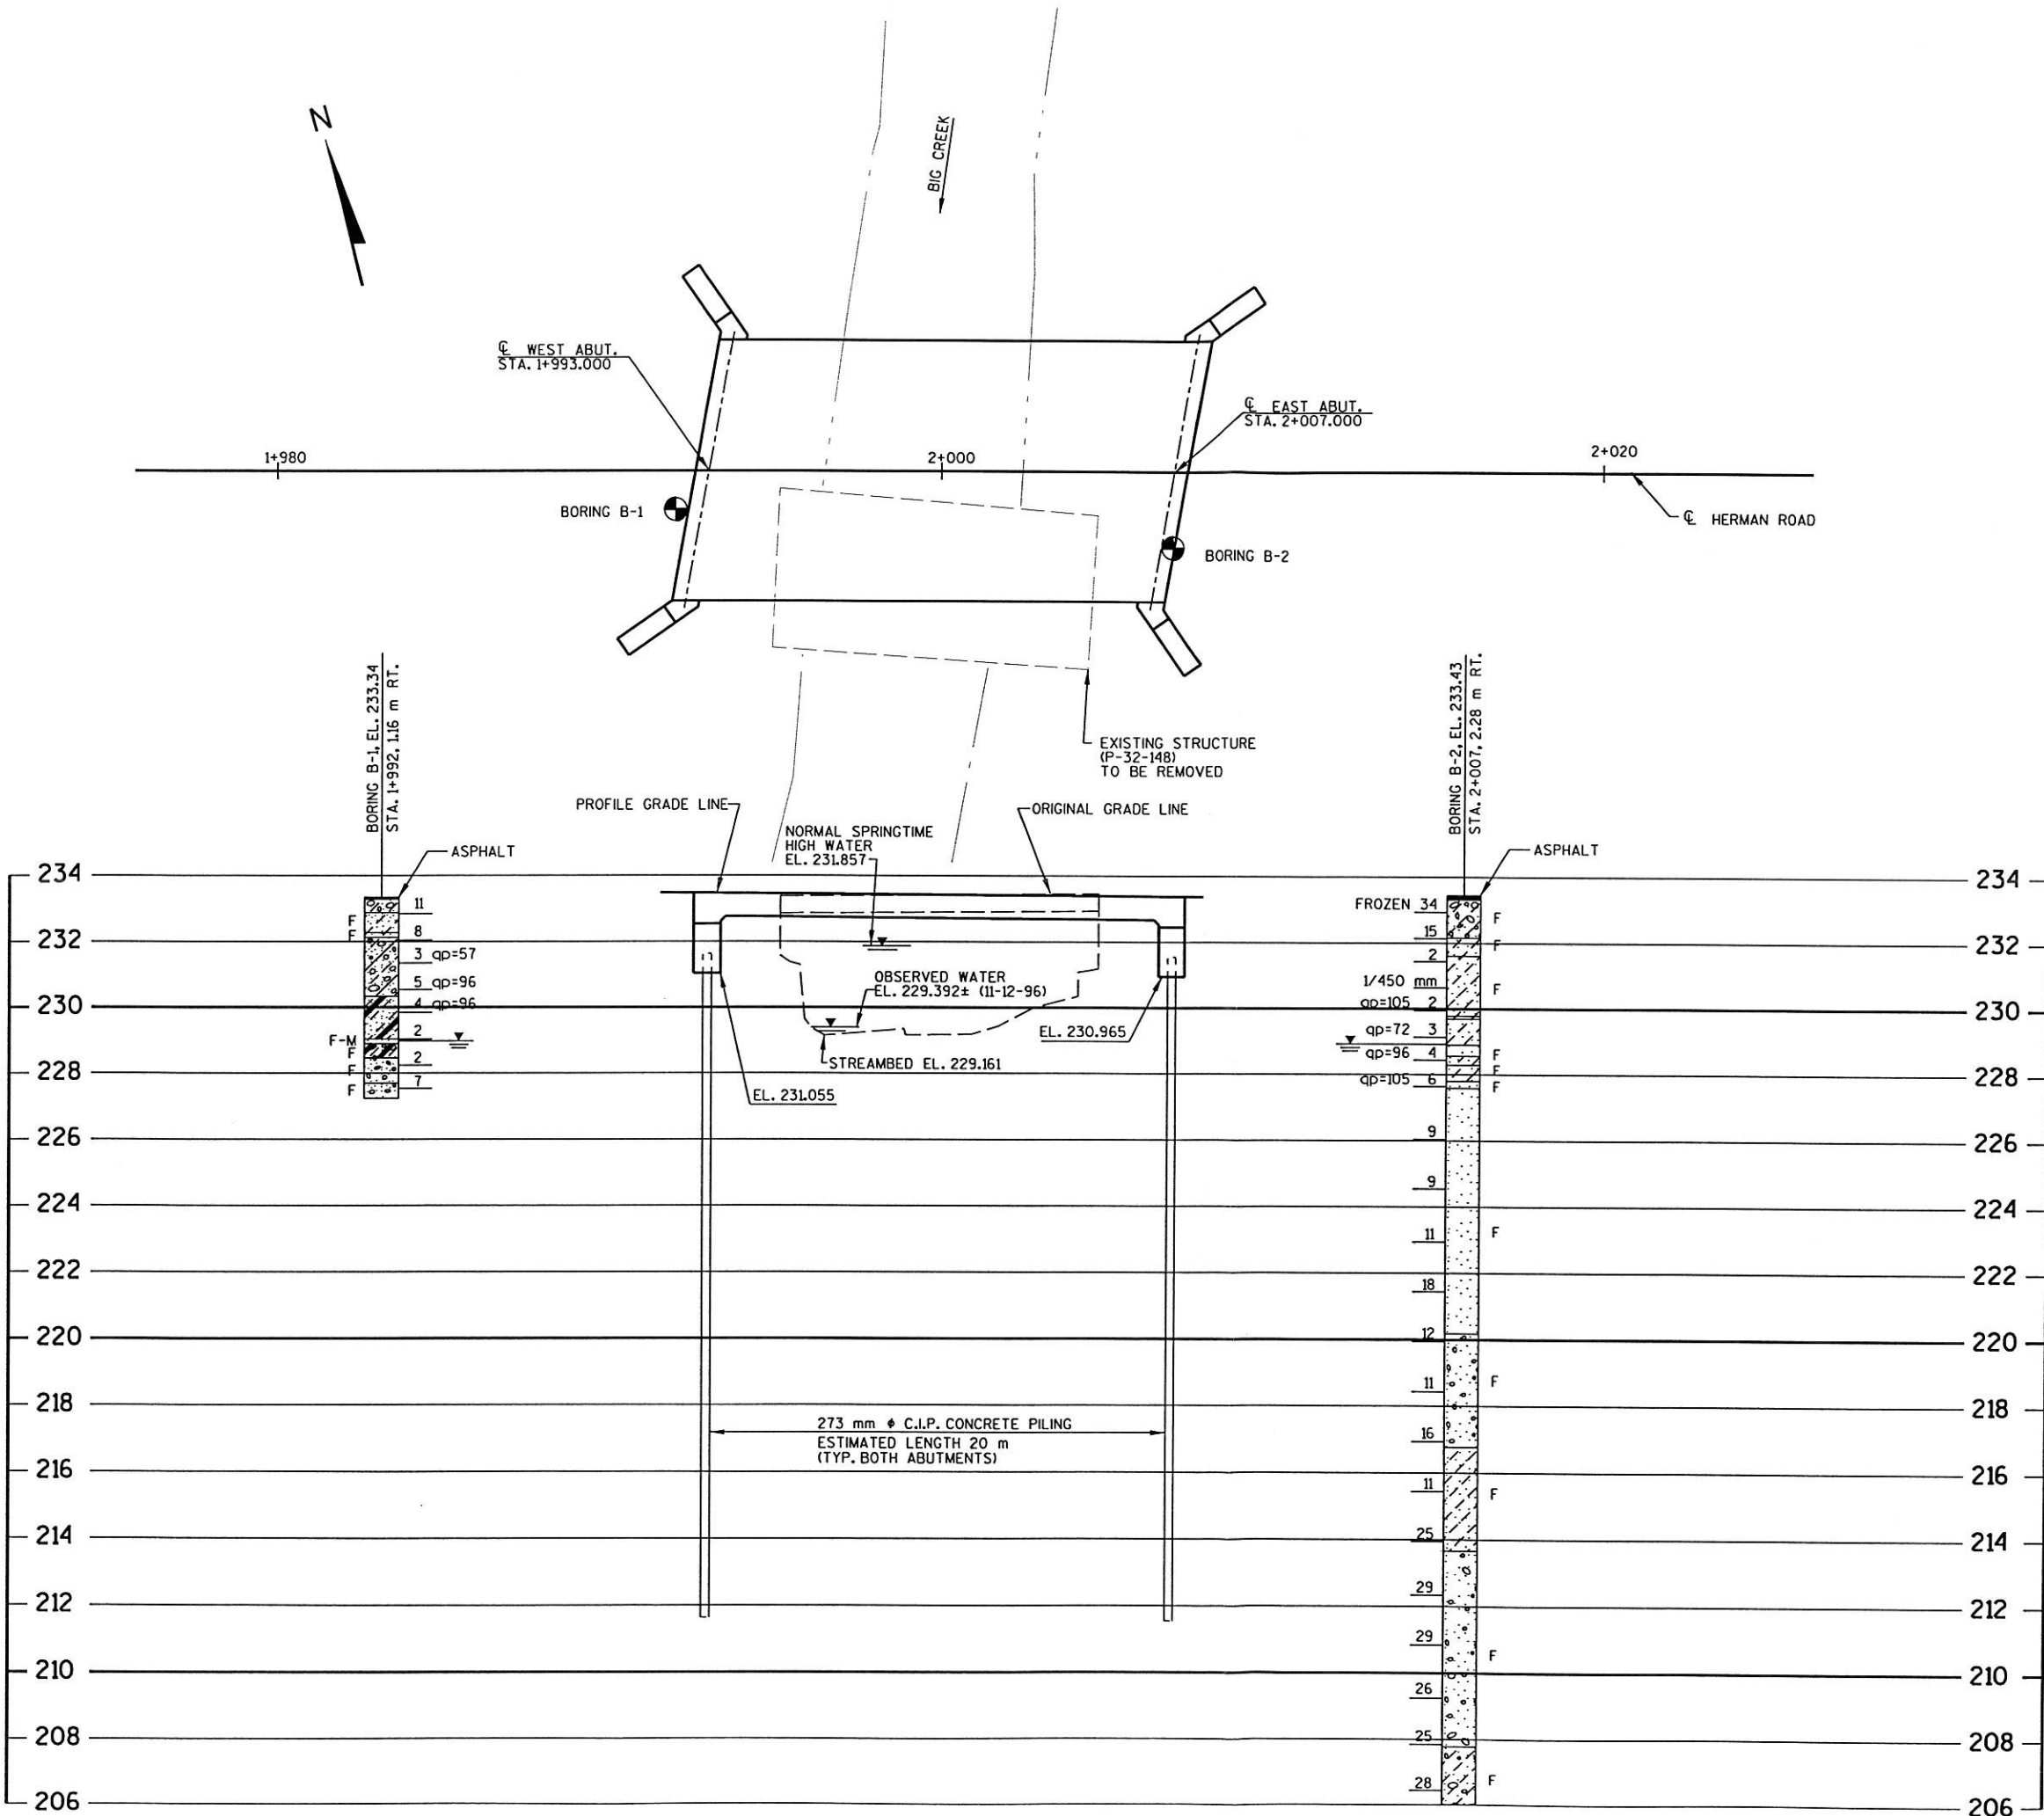 N
BIG CREEK
℄ WEST ABUT.
STA. 1+993.000
℄ EAST ABUT.
STA. 2+007.000
1+980
2+000
2+020
BORING B-1
℄ HERMAN ROAD
BORING B-2
BORING B-1, EL. 233.34
STA. 1+992, 1.16 m RT.
BORING B-2, EL. 233.43
STA. 2+007, 2.28 m RT.
EXISTING STRUCTURE
(P-32-148)
TO BE REMOVED
PROFILE GRADE LINE
ORIGINAL GRADE LINE
NORMAL SPRINGTIME
HIGH WATER
EL. 231.857
ASPHALT
ASPHALT
234
234
11
FROZEN 34
F
F
F
8
15
F
232
232
3 qp=57
2
5 qp=96
OBSERVED WATER
EL. 229.392± (11-12-96)
1/450 mm
F
4 qp=96
qp=105 2
230
230
2
EL. 230.965
qp=72 3
F-M
F
2
qp=96 4
F
STREAMBED EL. 229.161
F
F
228
228
7
qp=105 6
F
F
EL. 231.055
226
9
226
9
224
224
11
F
222
222
18
220
12
220
11
F
218
218
273 mm ϕ C.I.P. CONCRETE PILING
ESTIMATED LENGTH 20 m
(TYP. BOTH ABUTMENTS)
16
216
216
11
F
214
25
214
29
212
212
29
F
210
210
26
208
25
208
28
F
206
206